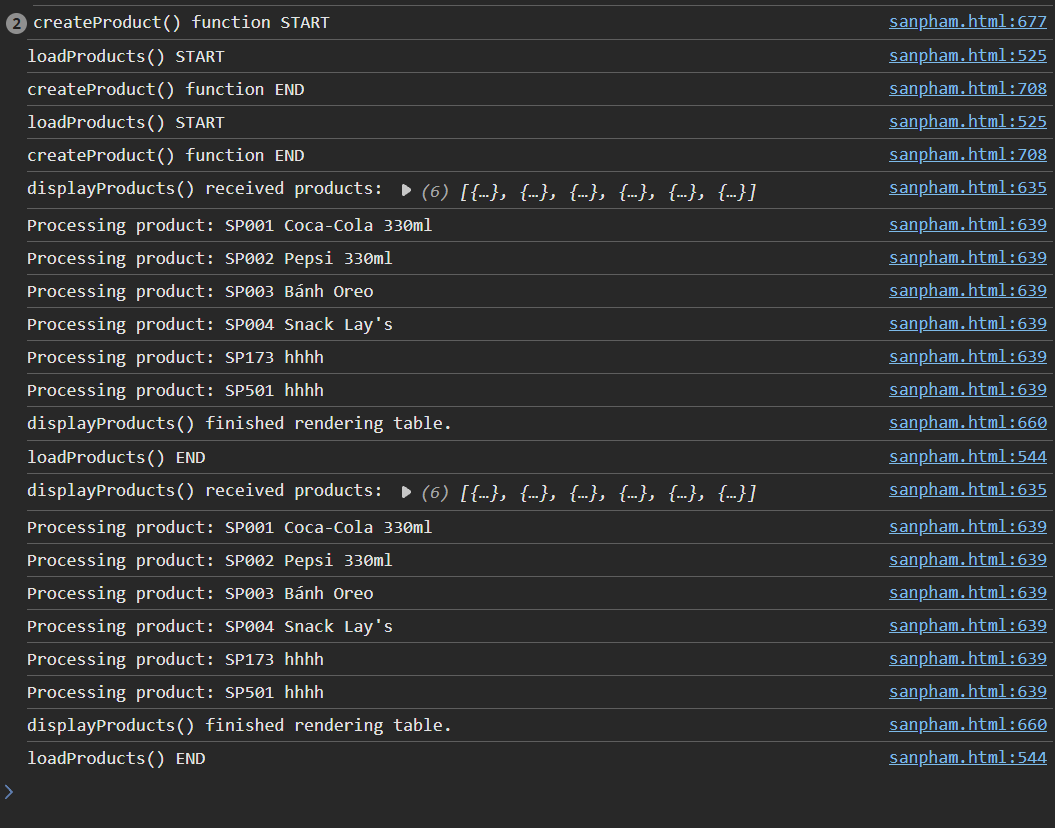 2 createProduct() function START sanpham.html:677
loadProducts() START sanpham.html:525
createProduct() function END sanpham.html:708
loadProducts() START sanpham.html:525
createProduct() function END sanpham.html:708
displayProducts() received products: ▶ (6) [{…}, {…}, {…}, {…}, {…}, {…}] sanpham.html:635
Processing product: SP001 Coca-Cola 330ml sanpham.html:639
Processing product: SP002 Pepsi 330ml sanpham.html:639
Processing product: SP003 Bánh Oreo sanpham.html:639
Processing product: SP004 Snack Lay's sanpham.html:639
Processing product: SP173 hhhh sanpham.html:639
Processing product: SP501 hhhh sanpham.html:639
displayProducts() finished rendering table. sanpham.html:660
loadProducts() END sanpham.html:544
displayProducts() received products: ▶ (6) [{…}, {…}, {…}, {…}, {…}, {…}] sanpham.html:635
Processing product: SP001 Coca-Cola 330ml sanpham.html:639
Processing product: SP002 Pepsi 330ml sanpham.html:639
Processing product: SP003 Bánh Oreo sanpham.html:639
Processing product: SP004 Snack Lay's sanpham.html:639
Processing product: SP173 hhhh sanpham.html:639
Processing product: SP501 hhhh sanpham.html:639
displayProducts() finished rendering table. sanpham.html:660
loadProducts() END sanpham.html:544